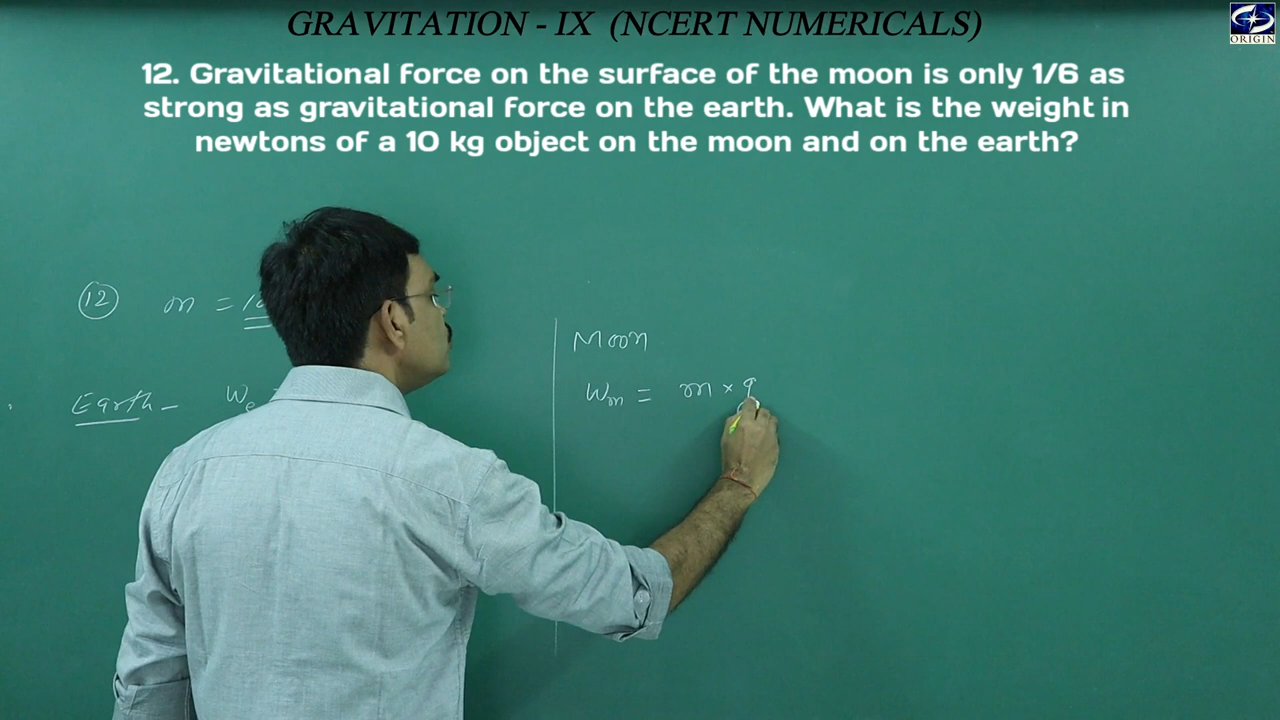 GRAVITATION - IX (NCERT NUMERICALS)
ORIGIN
12. Gravitational force on the surface of the moon is only 1/6 as
strong as gravitational force on the earth. What is the weight in
newtons of a 10 kg object on the moon and on the earth?
12 m = 10
Earth - We =
Moon
Wm = m × g